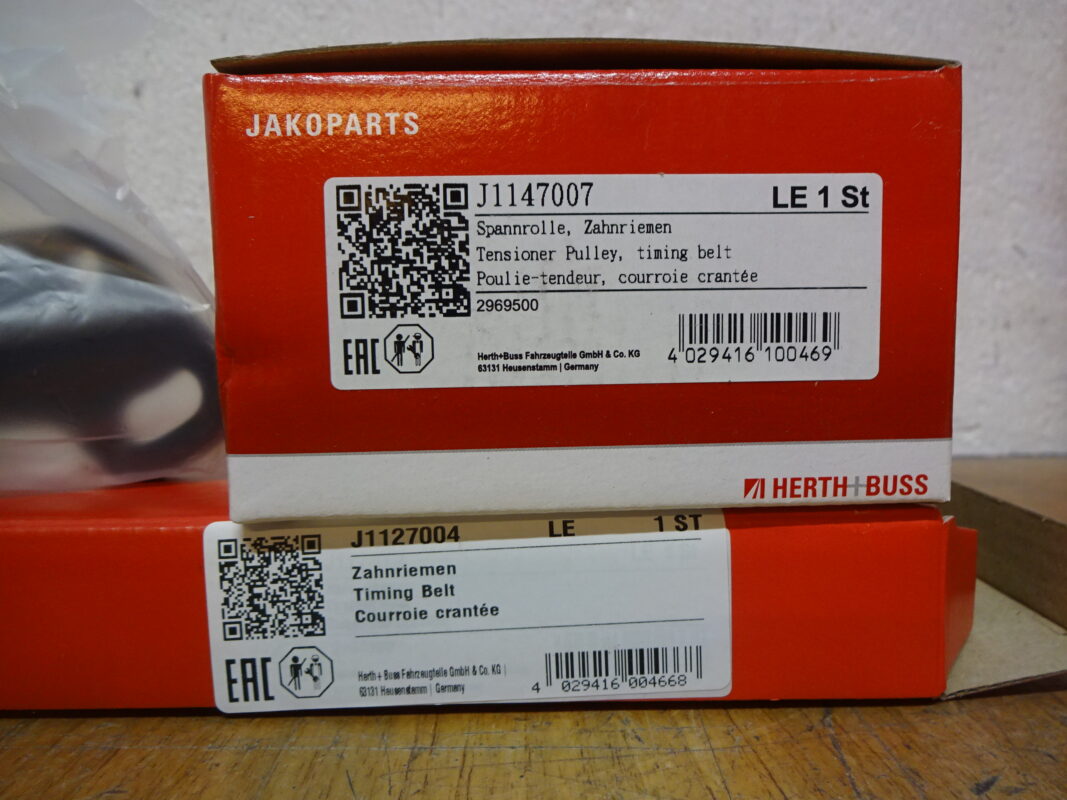 JAKOPARTS
J1147007 LE 1 St
Spannrolle, Zahnriemen
Tensioner Pulley, timing belt
Poulie-tendeur, courroie crantée
2969500
EAC
Herth+Buss Fahrzeugteile GmbH & Co. KG
63131 Heusenstamm | Germany
4 029416 100469
HERTH+BUSS
J1127004 LE 1 ST
Zahnriemen
Timing Belt
Courroie crantée
EAC
Herth + Buss Fahrzeugteile GmbH & Co. KG |
63131 Heusenstamm | Germany
4 029416 004668